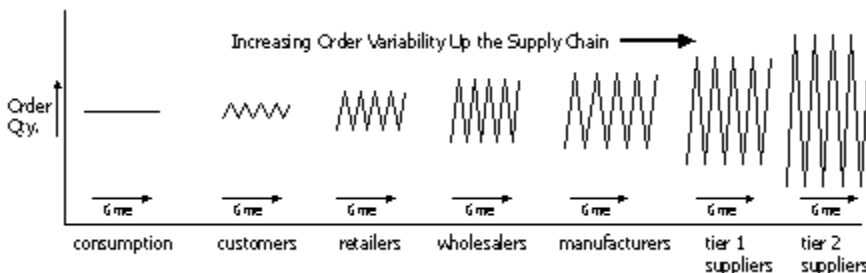 Increasing Order Variability Up the Supply Chain
Order
Qty.
time time time time time time time
consumption customers retailers wholesalers manufacturers tier 1 tier 2
suppliers suppliers